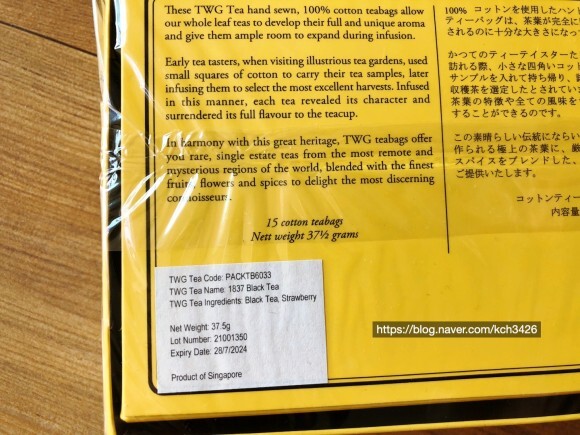 These TWG Tea hand sewn, 100% cotton teabags allow
our whole leaf teas to develop their full and unique aroma
and give them ample room to expand during infusion.
Early tea tasters, when visiting illustrious tea gardens, used
small squares of cotton to carry their tea samples, later
infusing them to select the most excellent harvests. Infused
in this manner, each tea revealed its character and
surrendered its full flavour to the teacup.
In harmony with this great heritage, TWG teabags offer
you rare, single estate teas from the most remote and
mysterious regions of the world, blended with the finest
fruits, flowers and spices to delight the most discerning
connoisseurs.
15 cotton teabags
Nett weight 37½ grams
100% コットンを使用したハンド
ティーバッグは、茶葉が完全に
されるのに十分な大きさになっ
かつてのティーテイスターた
訪れる際、小さな四角いコット
サンプルを入れて持ち帰り、
収穫茶を選定したとされてい
茶葉の特徴や全ての風味を
することができるのです。
この素晴らしい伝統にならい
作られる極上の茶葉に、厳
スパイスをブレンドした、
ご提供いたします。
コットンティー
内容量
TWG Tea Code: PACKTB6033
TWG Tea Name: 1837 Black Tea
TWG Tea Ingredients: Black Tea, Strawberry
Net Weight: 37.5g
Lot Number: 21001350
Expiry Date: 28/7/2024
Product of Singapore
https://blog.naver.com/kch3426